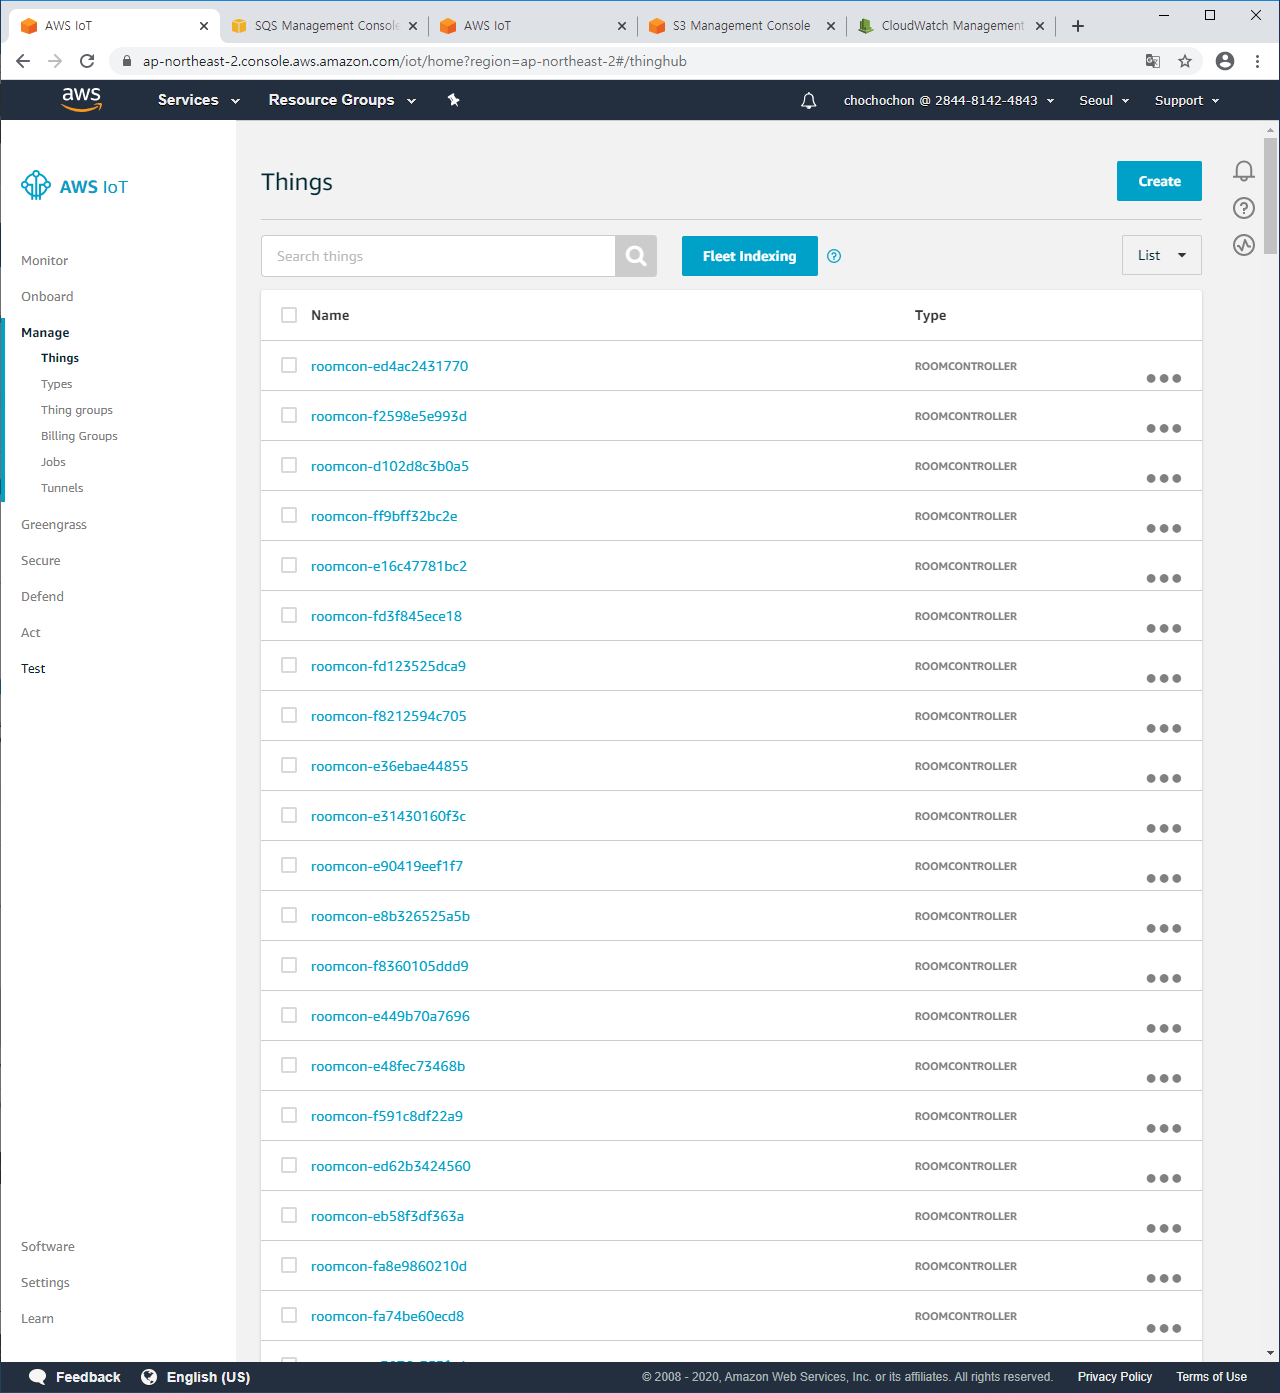 AWS IoT
SQS Management Console
AWS IoT
S3 Management Console
CloudWatch Management
ap-northeast-2.console.aws.amazon.com/iot/home?region=ap-northeast-2#/thinghub
aws
Services
Resource Groups
chochochon @ 2844-8142-4843
Seoul
Support
AWS IoT
Monitor
Onboard
Manage
Things
Types
Thing groups
Billing Groups
Jobs
Tunnels
Greengrass
Secure
Defend
Act
Test
Software
Settings
Learn
Things
Create
Search things
Fleet Indexing
List
Name Type
roomcon-ed4ac2431770 ROOMCONTROLLER
roomcon-f2598e5e993d ROOMCONTROLLER
roomcon-d102d8c3b0a5 ROOMCONTROLLER
roomcon-ff9bff32bc2e ROOMCONTROLLER
roomcon-e16c47781bc2 ROOMCONTROLLER
roomcon-fd3f845ece18 ROOMCONTROLLER
roomcon-fd123525dca9 ROOMCONTROLLER
roomcon-f8212594c705 ROOMCONTROLLER
roomcon-e36ebae44855 ROOMCONTROLLER
roomcon-e31430160f3c ROOMCONTROLLER
roomcon-e90419eef1f7 ROOMCONTROLLER
roomcon-e8b326525a5b ROOMCONTROLLER
roomcon-f8360105ddd9 ROOMCONTROLLER
roomcon-e449b70a7696 ROOMCONTROLLER
roomcon-e48fec73468b ROOMCONTROLLER
roomcon-f591c8df22a9 ROOMCONTROLLER
roomcon-ed62b3424560 ROOMCONTROLLER
roomcon-eb58f3df363a ROOMCONTROLLER
roomcon-fa8e9860210d ROOMCONTROLLER
roomcon-fa74be60ecd8 ROOMCONTROLLER
Feedback
English (US)
© 2008 - 2020, Amazon Web Services, Inc. or its affiliates. All rights reserved.
Privacy Policy
Terms of Use